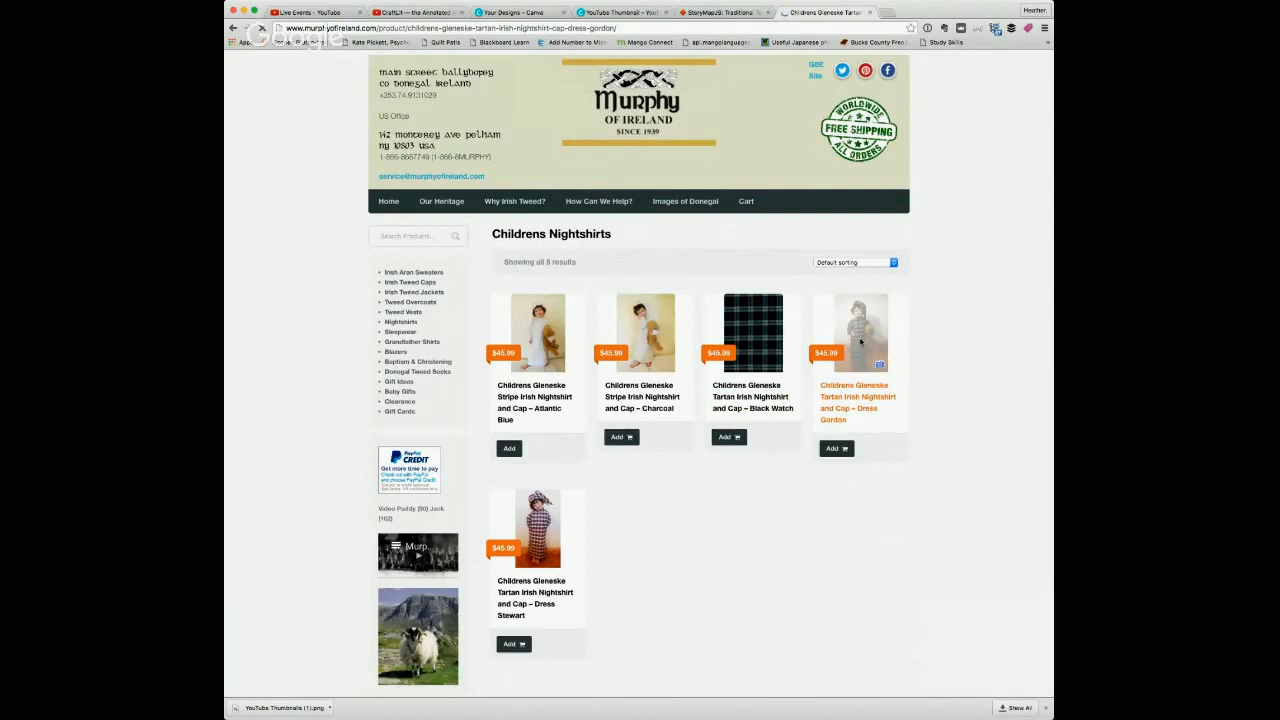 Live Events - YouTube
CraftLit — the Annotated A
Your Designs – Canva
YouTube Thumbnail – You
StoryMapJS: Traditional Te
Childrens Gleneske Tartan
Heather
www.murphyofireland.com/product/childrens-gleneske-tartan-irish-nightshirt-cap-dress-gordon/
Google
Kate Pickett, Psych
Quilt Patis
Blackboard Learn
Add Number to Mi
Mango Connect
api.mangolanguages
Useful Japanese ph
Bucks County Free
Study Skills
main street ballybofey
co donegal ireland
+353.74.9131029
US Office
142 monterey ave pelham
ny 10803 usa
1-866-8687749 (1-866-8MURPHY)
service@murphyofireland.com
Murphy
OF IRELAND
SINCE 1939
GBE
Site
WORLDWIDE
FREE SHIPPING
ALL ORDERS
Home
Our Heritage
Why Irish Tweed?
How Can We Help?
Images of Donegal
Cart
Search Products...
Irish Aran Sweaters
Irish Tweed Caps
Irish Tweed Jackets
Tweed Overcoats
Tweed Vests
Nightshirts
Sleepwear
Grandfather Shirts
Blazers
Baptism & Christening
Donegal Tweed Socks
Gift Ideas
Baby Gifts
Clearance
Gift Cards
PayPal
CREDIT
Get more time to pay
Check out with PayPal
and choose PayPal Credit
Video Paddy (90) Jack
(102)
Murp.
Childrens Nightshirts
Showing all 5 results
Default sorting
$45.99
Childrens Gleneske
Stripe Irish Nightshirt
and Cap – Atlantic
Blue
Add
$45.99
Childrens Gleneske
Stripe Irish Nightshirt
and Cap – Charcoal
Add
$45.99
Childrens Gleneske
Tartan Irish Nightshirt
and Cap – Black Watch
Add
$45.99
Childrens Gleneske
Tartan Irish Nightshirt
and Cap – Dress
Gordon
Add
$45.99
Childrens Gleneske
Tartan Irish Nightshirt
and Cap – Dress
Stewart
Add
YouTube Thumbnails (1).png
Show All